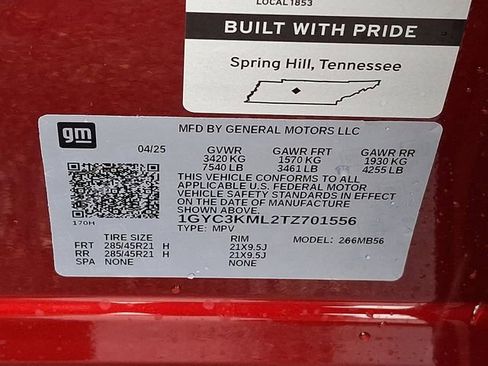 LOCAL 1853
BUILT WITH PRIDE
Spring Hill, Tennessee
gm
MFD BY GENERAL MOTORS LLC
04/25 GVWR GAWR FRT GAWR RR
3420 KG 1570 KG 1930 KG
7540 LB 3461 LB 4255 LB
THIS VEHICLE CONFORMS TO ALL
APPLICABLE U.S. FEDERAL MOTOR
VEHICLE SAFETY STANDARDS IN EFFECT
ON THE DATE OF MANUFACTURE
SHOWN ABOVE.
170H 1GYC3KML2TZ701556
TYPE: MPV
TIRE SIZE RIM MODEL: 266MB56
FRT 285/45R21 H 21X9.5J
RR 285/45R21 H 21X9.5J
SPA NONE NONE